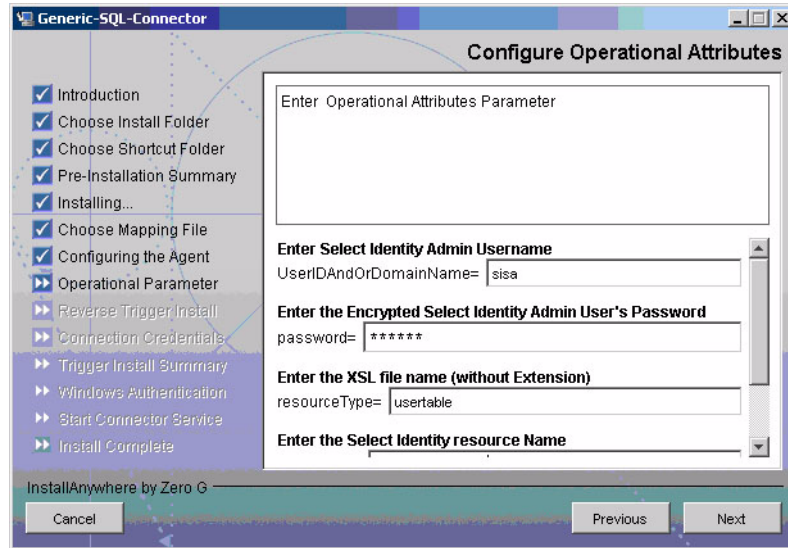 Generic-SQL-Connector
Configure Operational Attributes
Introduction
Choose Install Folder
Choose Shortcut Folder
Pre-Installation Summary
Installing...
Choose Mapping File
Configuring the Agent
Operational Parameter
Reverse Trigger Install
Connection Credentials
Trigger Install Summary
Windows Authentication
Start Connector Service
Install Complete
Enter Operational Attributes Parameter
Enter Select Identity Admin Username
UserIDAndOrDomainName= sisa
Enter the Encrypted Select Identity Admin User's Password
password= ******
Enter the XSL file name (without Extension)
resourceType= usertable
Enter the Select Identity resource Name
InstallAnywhere by Zero G
Cancel
Previous
Next